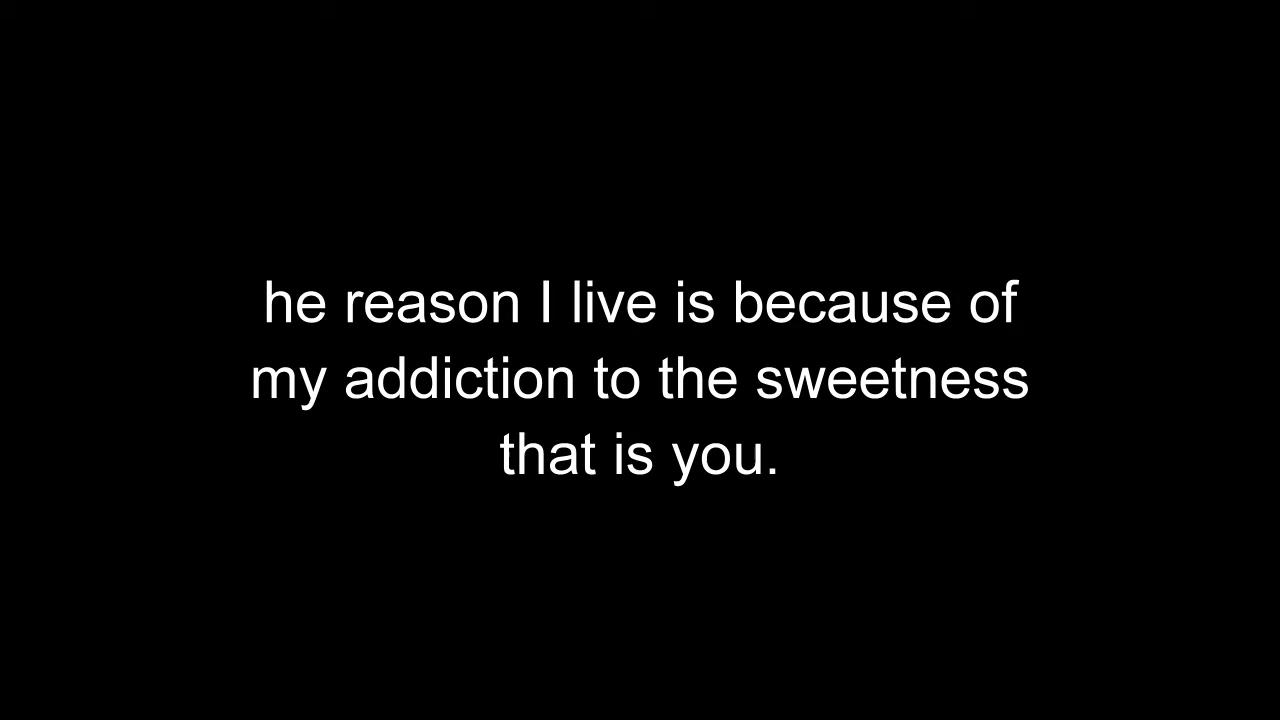 he reason I live is because of
my addiction to the sweetness
that is you.